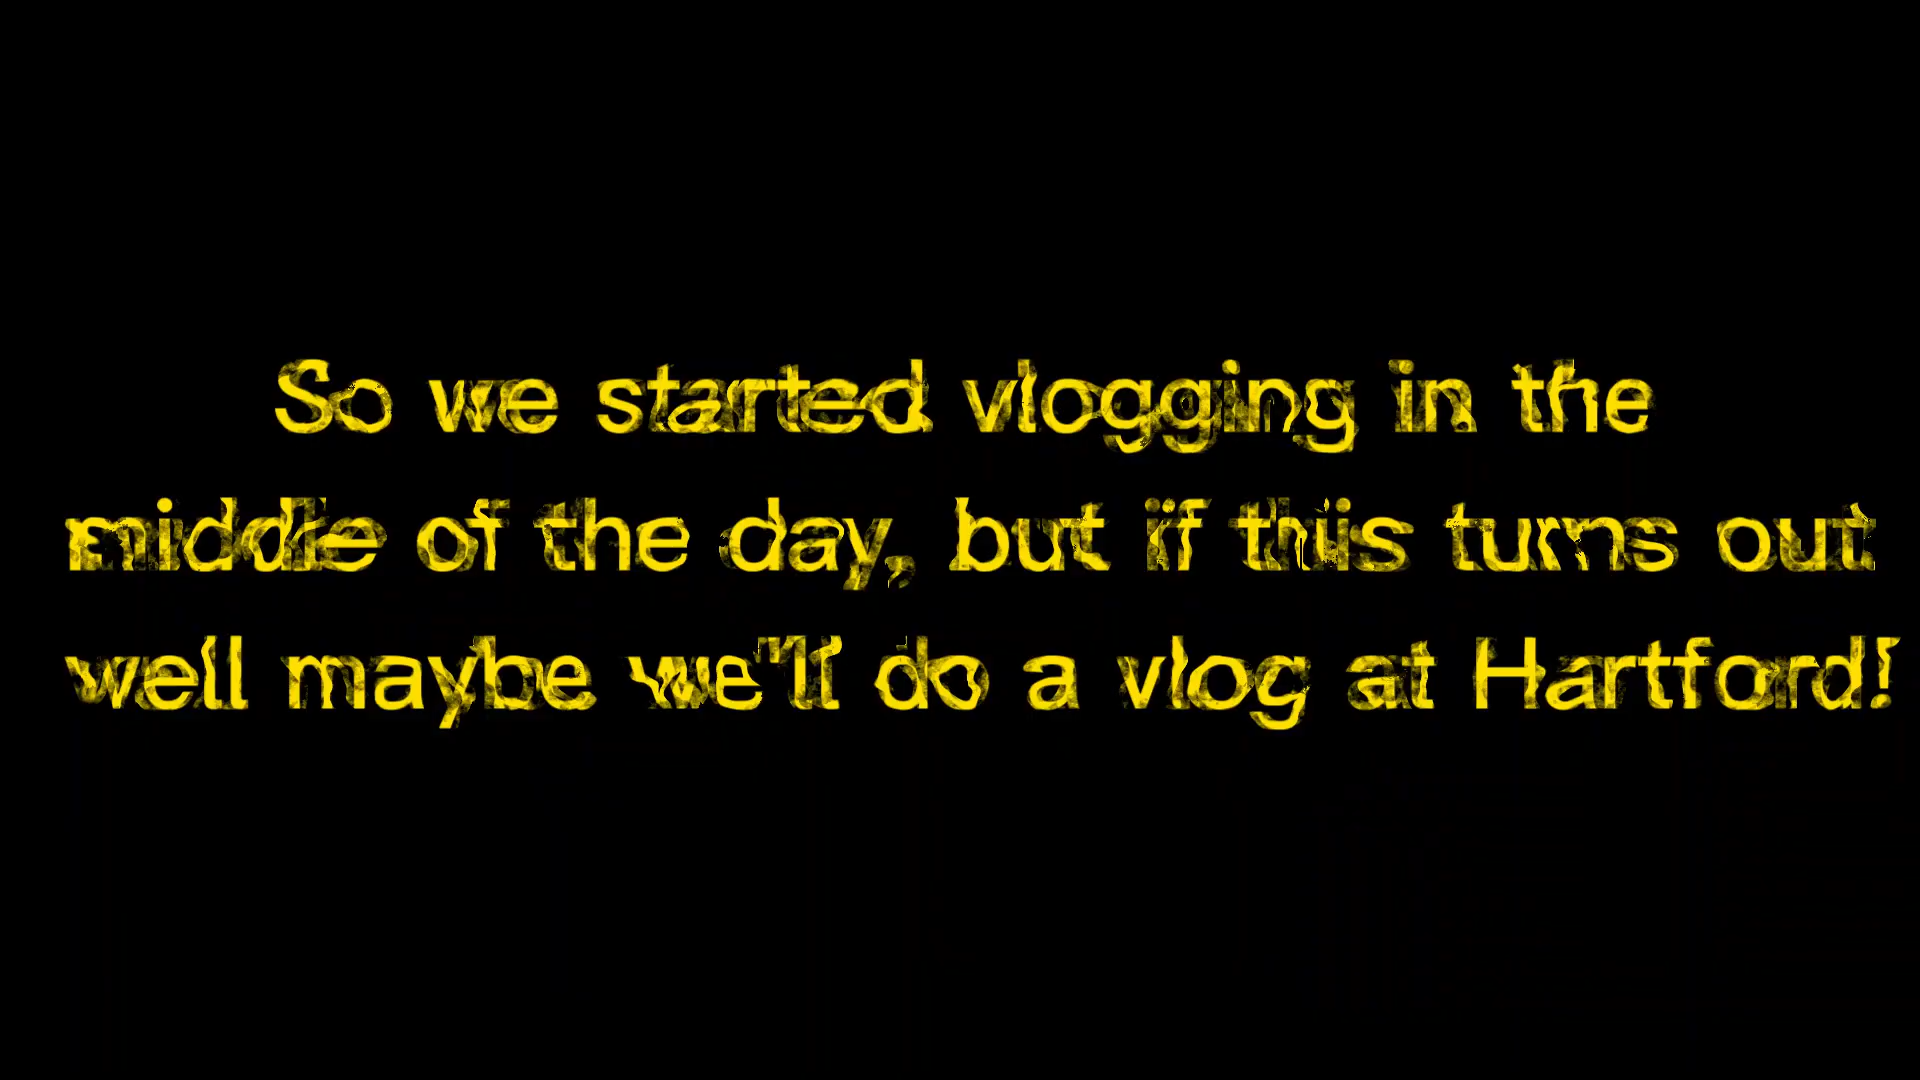 So we started vlogging in the
middle of the day, but if this turns out
well maybe we'll do a vlog at Hartford!